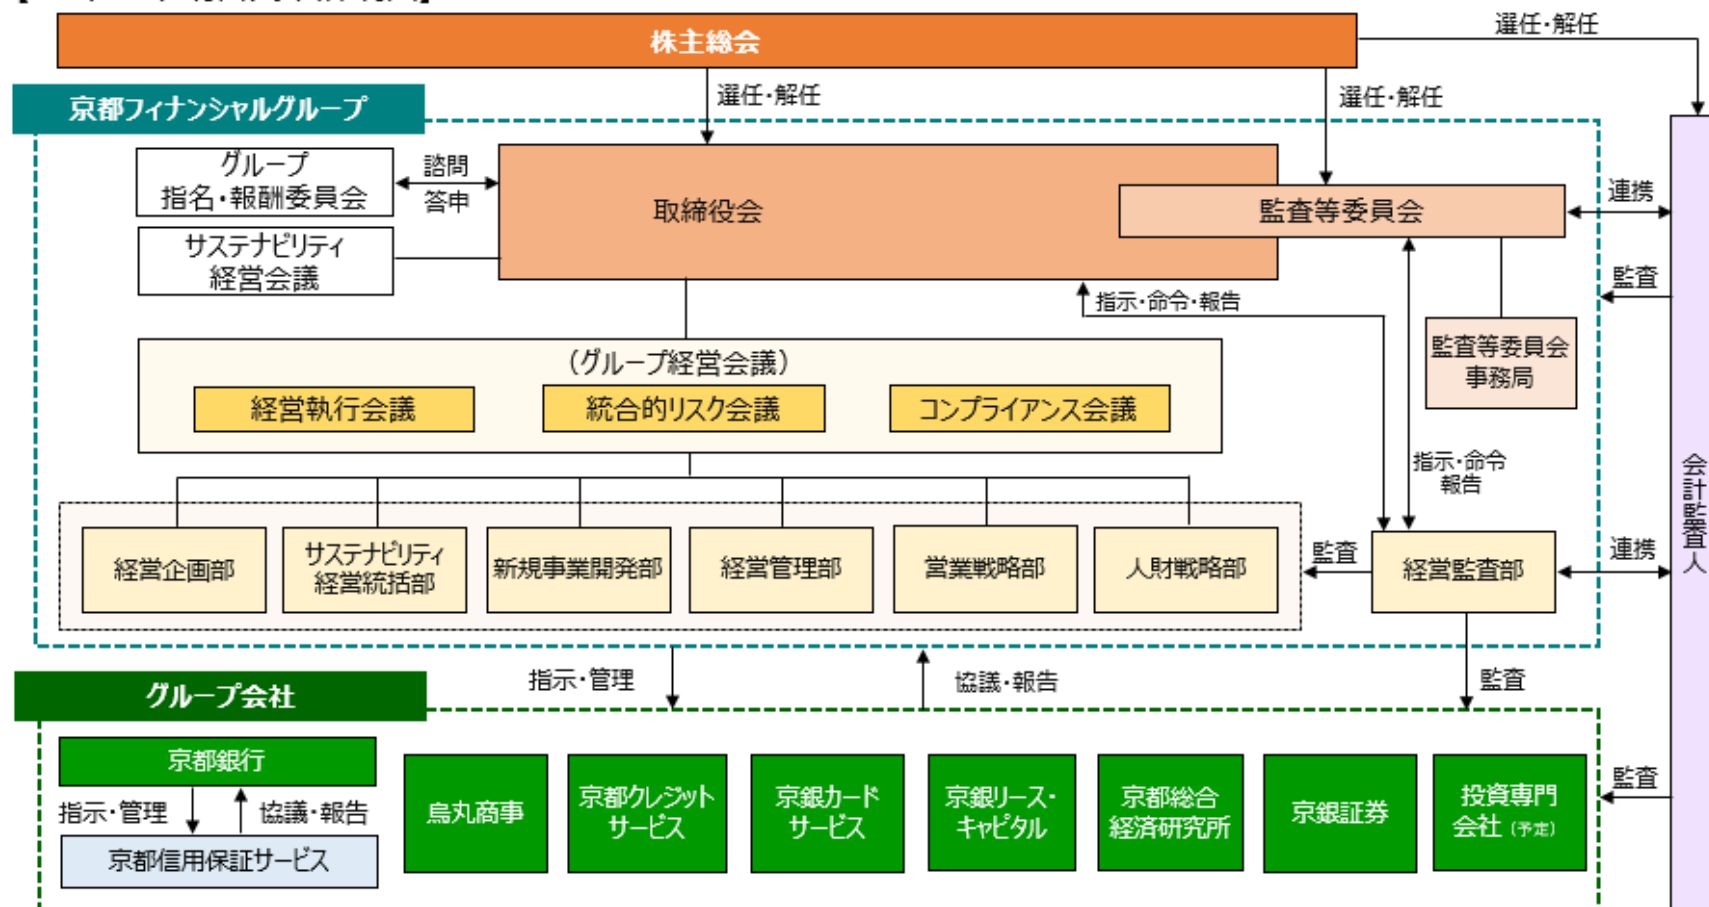 株主総会
選任・解任
選任・解任
選任・解任
京都フィナンシャルグループ
グループ
指名・報酬委員会
諮問
答申
取締役会
監査等委員会
連携
サステナビリティ
経営会議
監査
指示・命令・報告
監査等委員会
事務局
（グループ経営会議）
経営執行会議
統合的リスク会議
コンプライアンス会議
指示・命令
報告
会計監査人
経営企画部
サステナビリティ
経営統括部
新規事業開発部
経営管理部
営業戦略部
人財戦略部
監査
経営監査部
連携
指示・管理
協議・報告
監査
グループ会社
京都銀行
指示・管理
協議・報告
京都信用保証サービス
烏丸商事
京都クレジット
サービス
京銀カード
サービス
京銀リース・
キャピタル
京都総合
経済研究所
京銀証券
投資専門
会社（予定）
監査